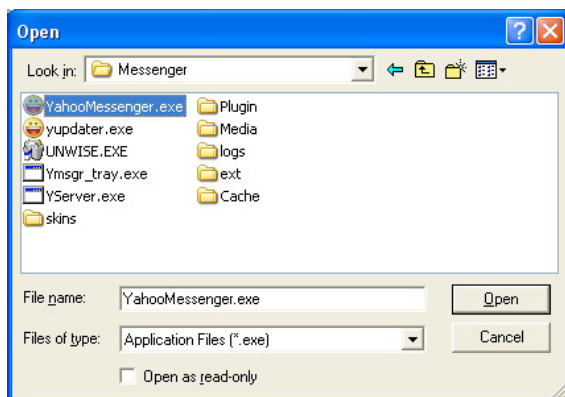 Open
Look in: Messenger
YahooMessenger.exe Plugin
yupdater.exe Media
UNWISE.EXE logs
Ymsgr_tray.exe ext
YServer.exe Cache
skins
File name: YahooMessenger.exe Open
Files of type: Application Files (*.exe) Cancel
Open as read-only